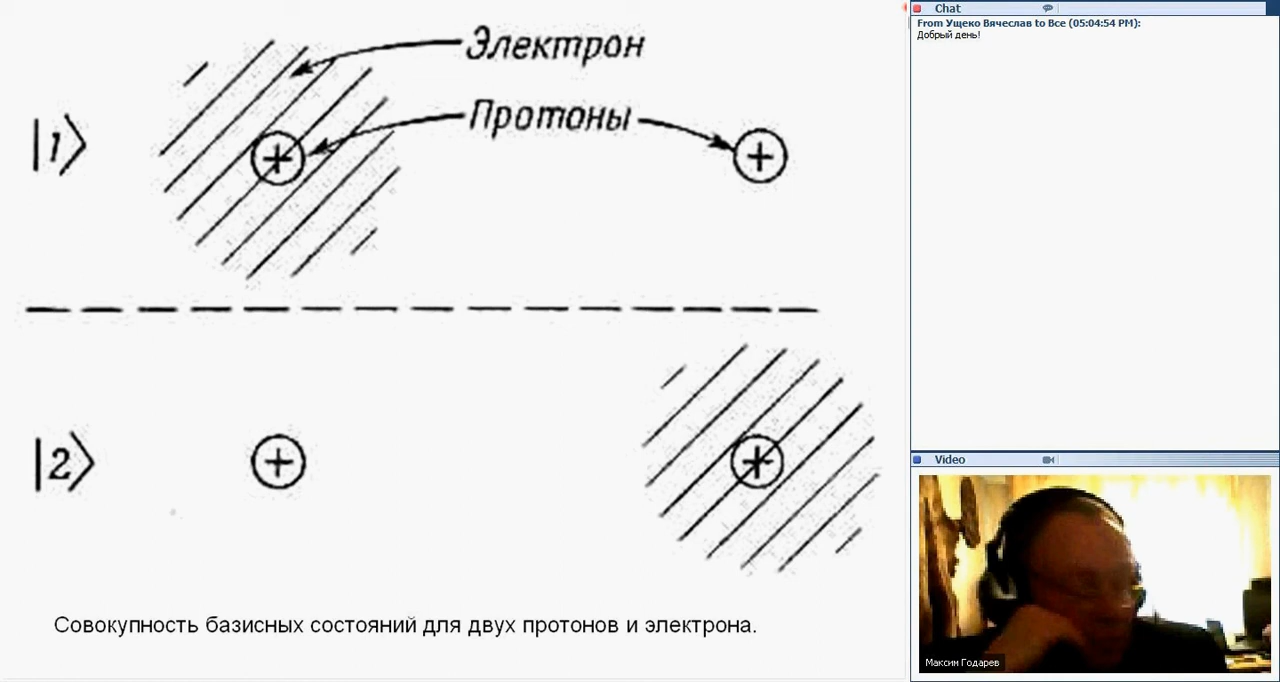 Электрон
|1⟩
Протоны
|2⟩
Совокупность базисных состояний для двух протонов и электрона.
Chat
From Ущеко Вячеслав to Все (05:04:54 PM):
Добрый день!
Video
Максим Годарев